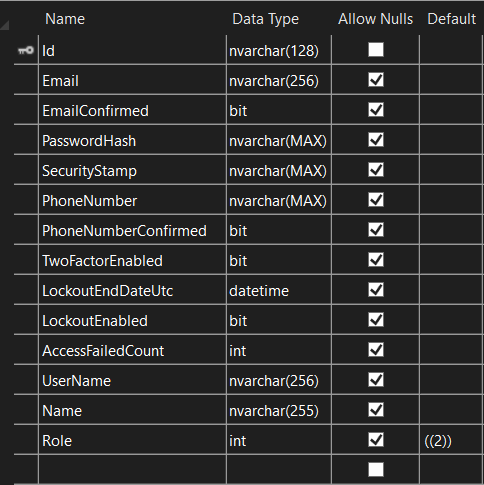 Name Data Type Allow Nulls Default
Id nvarchar(128)
Email nvarchar(256)
EmailConfirmed bit
PasswordHash nvarchar(MAX)
SecurityStamp nvarchar(MAX)
PhoneNumber nvarchar(MAX)
PhoneNumberConfirmed bit
TwoFactorEnabled bit
LockoutEndDateUtc datetime
LockoutEnabled bit
AccessFailedCount int
UserName nvarchar(256)
Name nvarchar(255)
Role int ((2))